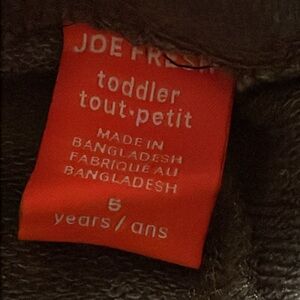 JOE FRESH
toddler
tout-petit
MADE IN
BANGLADESH
FABRIQUÉ AU
BANGLADESH
5
years/ans